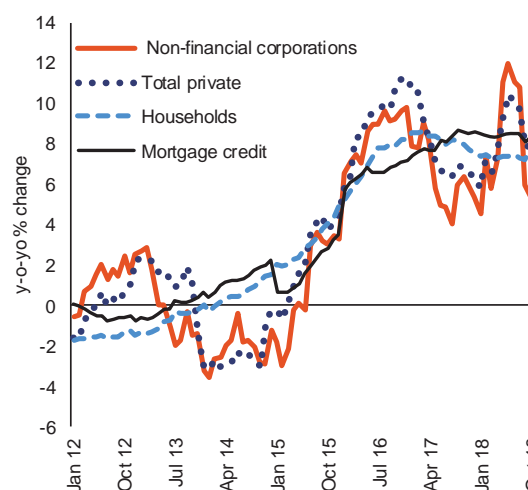 14
12
10
8
6
4
2
0
-2
-4
-6
y-o-yo% change
Non-financial corporations
Total private
Households
Mortgage credit
Jan 12
Oct 12
Jul 13
Apr 14
Jan 15
Oct 15
Jul 16
Apr 17
Jan 18